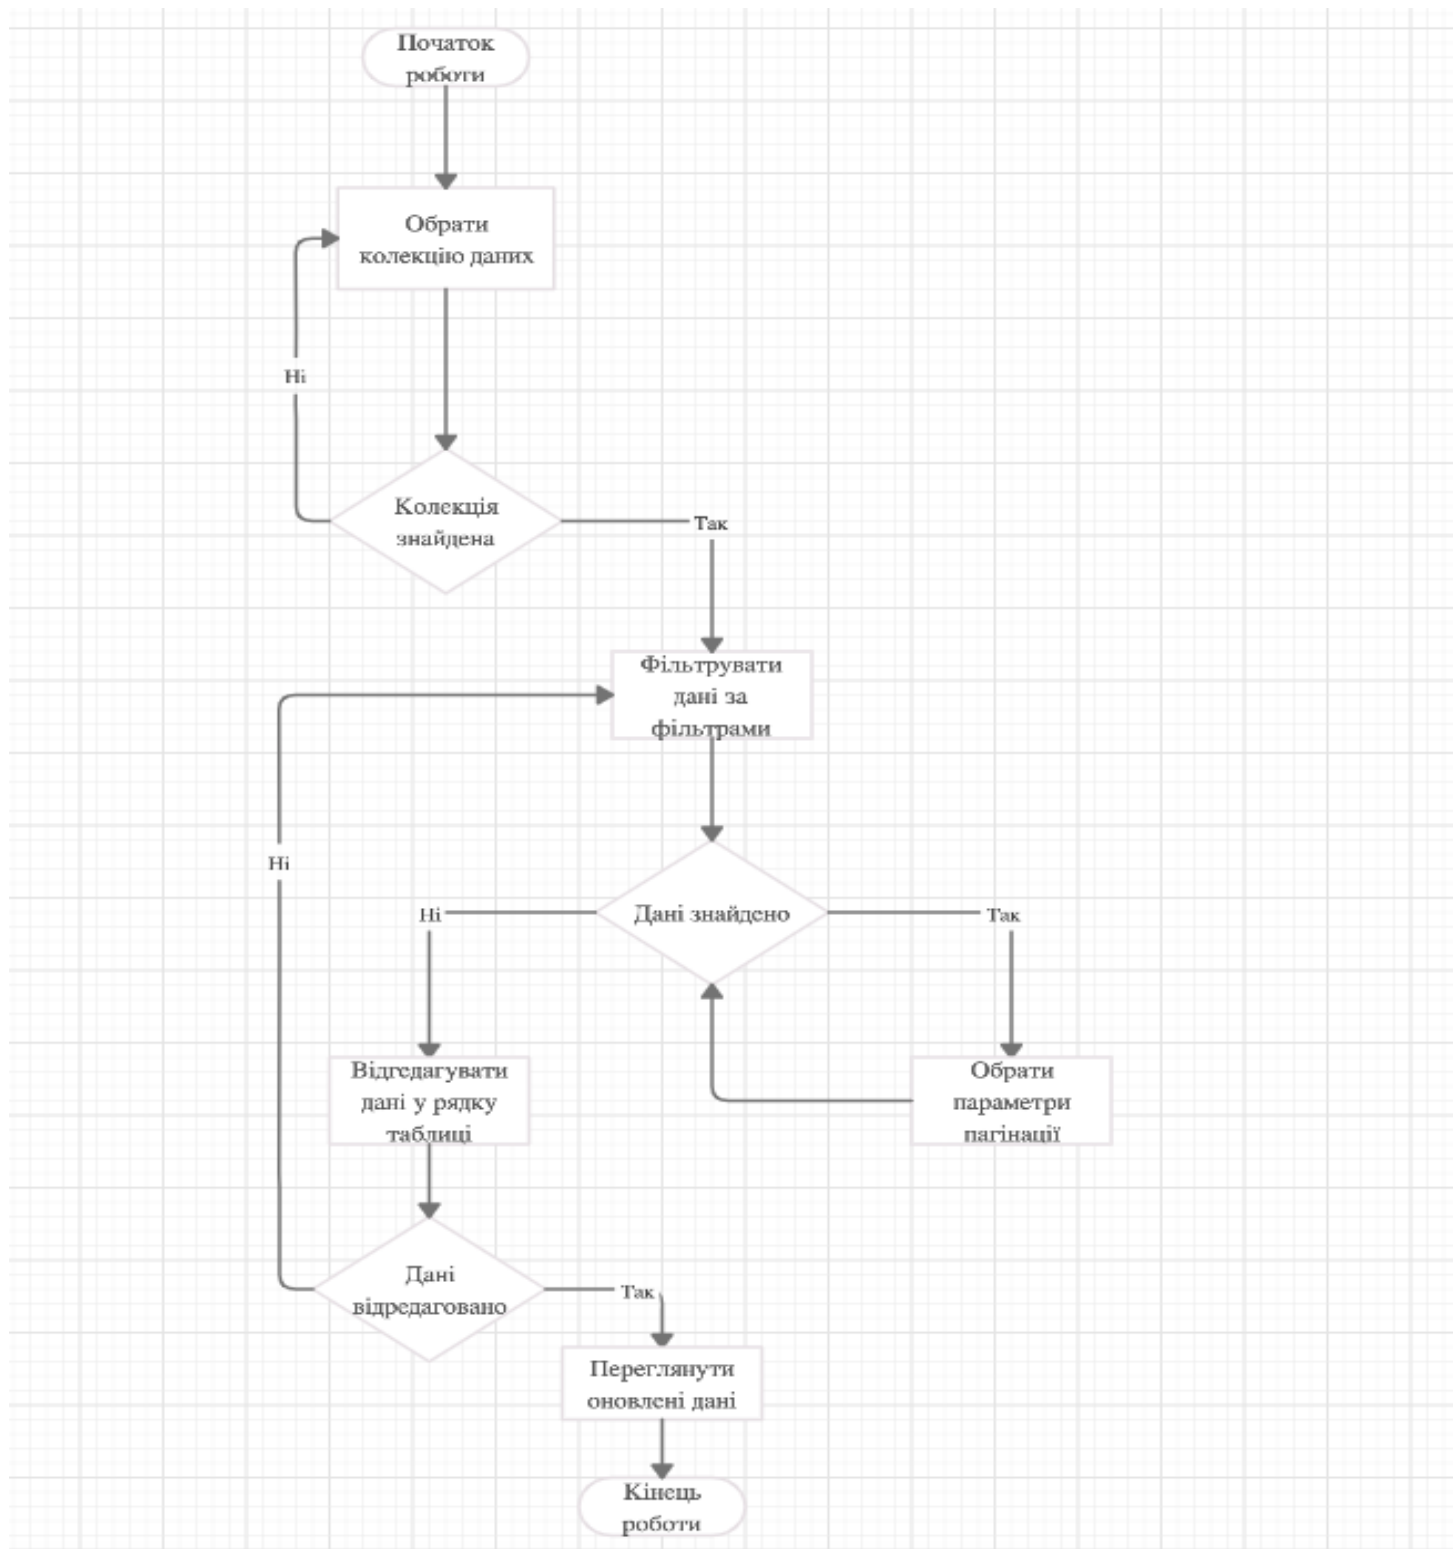 Початок
роботи
Обрати
колекцію даних
Ні
Колекція
знайдена
Так
Фільтрувати
дані за
фільтрами
Ні
Дані знайдено
Ні
Так
Відредагувати
дані у рядку
таблиці
Обрати
параметри
пагінації
Дані
відредаговано
Так
Переглянути
оновлені дані
Кінець
роботи